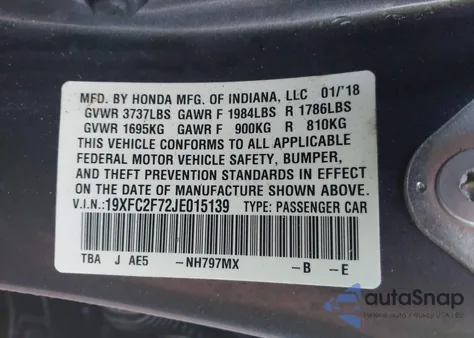 MFD. BY HONDA MFG. OF INDIANA, LLC 01/'18
GVWR 3737LBS GAWR F 1984LBS R 1786LBS
GVWR 1695KG GAWR F 900KG R 810KG
THIS VEHICLE CONFORMS TO ALL APPLICABLE
FEDERAL MOTOR VEHICLE SAFETY, BUMPER,
AND THEFT PREVENTION STANDARDS IN EFFECT
ON THE DATE OF MANUFACTURE SHOWN ABOVE.
V.I.N.: 19XFC2F72JE015139 TYPE: PASSENGER CAR
TBA J AE5 -NH797MX -B -E
autoSnap